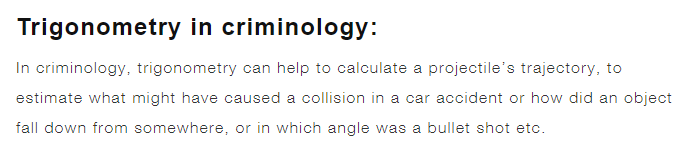 Trigonometry in criminology:
In criminology, trigonometry can help to calculate a projectile’s trajectory, to
estimate what might have caused a collision in a car accident or how did an object
fall down from somewhere, or in which angle was a bullet shot etc.